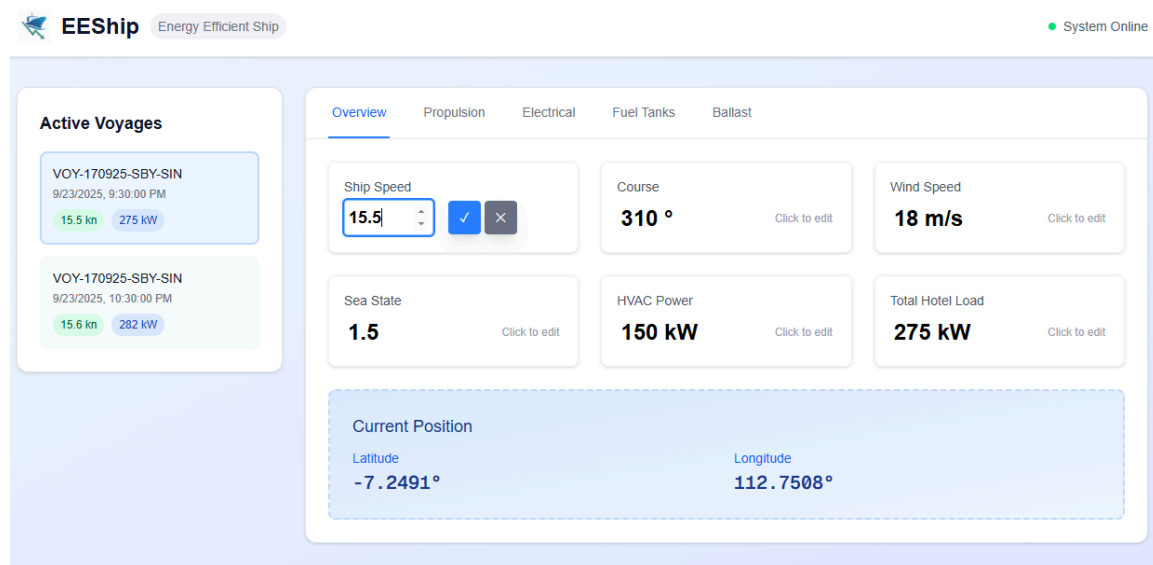 EEShip Energy Efficient Ship
System Online
Active Voyages
VOY-170925-SBY-SIN
9/23/2025, 9:30:00 PM
15.5 kn 275 kW
VOY-170925-SBY-SIN
9/23/2025, 10:30:00 PM
15.6 kn 282 kW
Overview Propulsion Electrical Fuel Tanks Ballast
Ship Speed
15.5
Course
310 ° Click to edit
Wind Speed
18 m/s Click to edit
Sea State
1.5 Click to edit
HVAC Power
150 kW Click to edit
Total Hotel Load
275 kW Click to edit
Current Position
Latitude
-7.2491°
Longitude
112.7508°